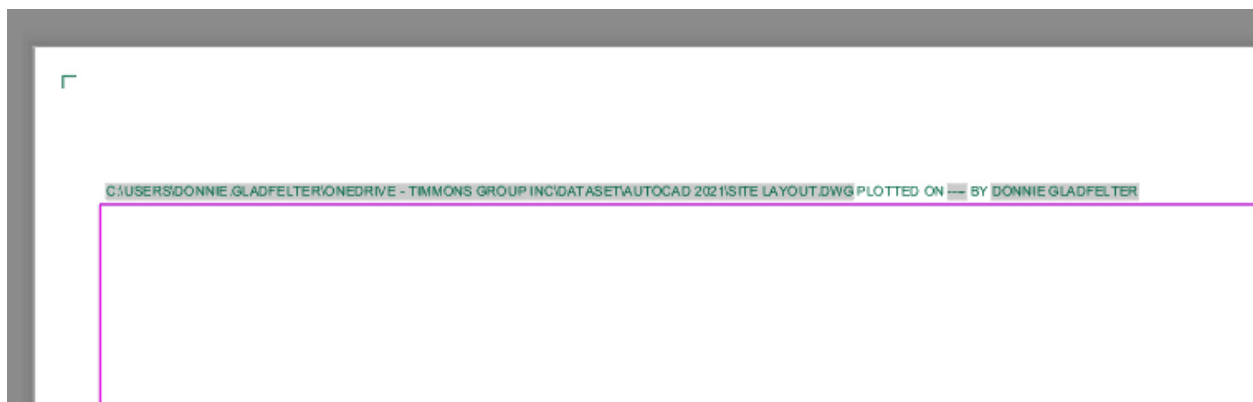 C:\USERS\DONNIE.GLADFELTER\ONEDRIVE - TIMMONS GROUP INC\DATASET\AUTOCAD 2021\SITE LAYOUT.DWG PLOTTED ON ---- BY DONNIE GLADFELTER